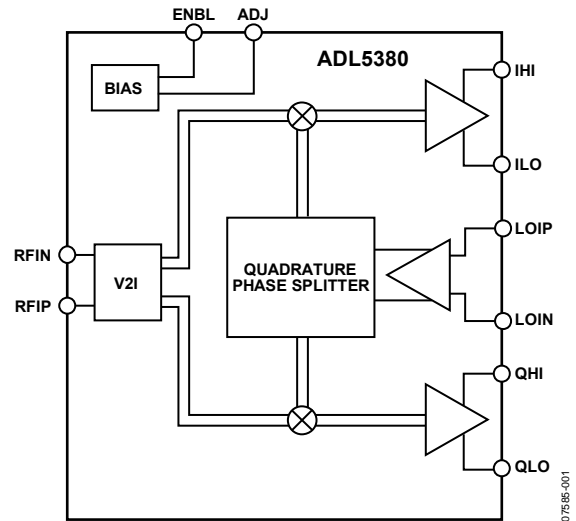 ENBL ADJ
ADL5380
IHI
BIAS
ILO
LOIP
RFIN
V2I
QUADRATURE
PHASE SPLITTER
RFIP
LOIN
QHI
QLO
07585-001